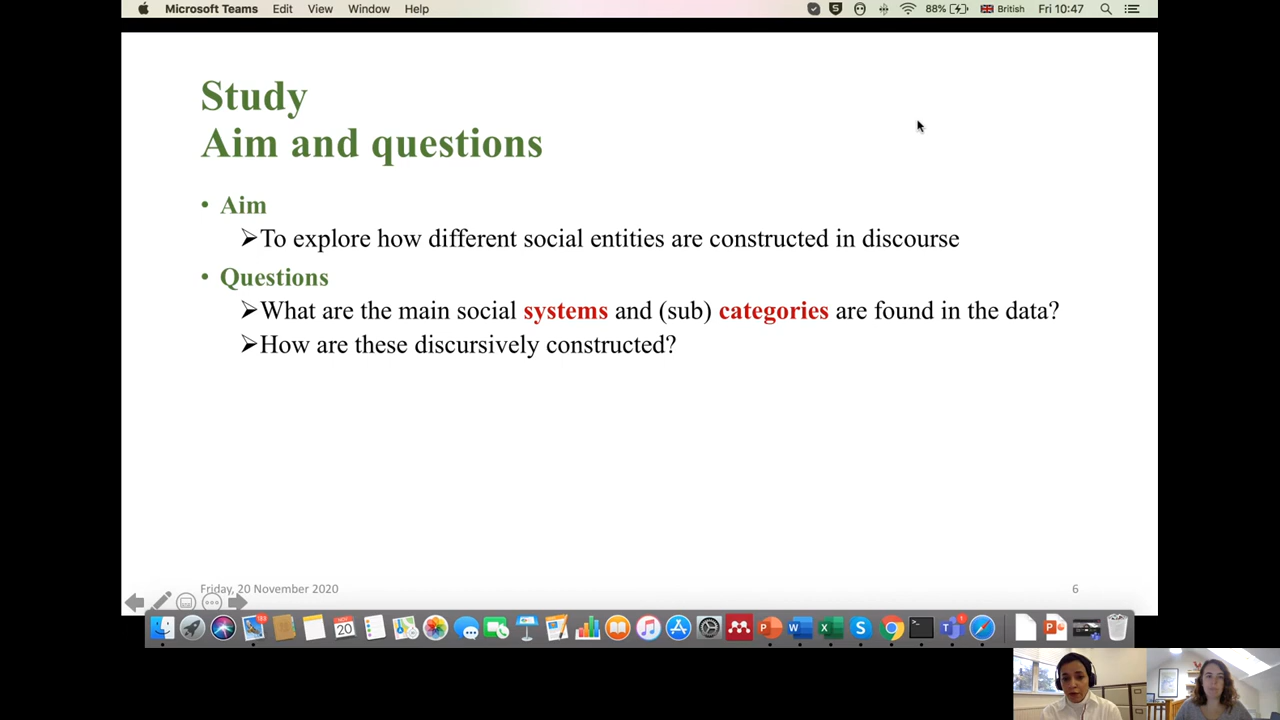 Microsoft Teams Edit View Window Help 88% British Fri 10:47
Study
Aim and questions
• Aim
➢To explore how different social entities are constructed in discourse
• Questions
➢What are the main social systems and (sub) categories are found in the data?
➢How are these discursively constructed?
Friday, 20 November 2020 6